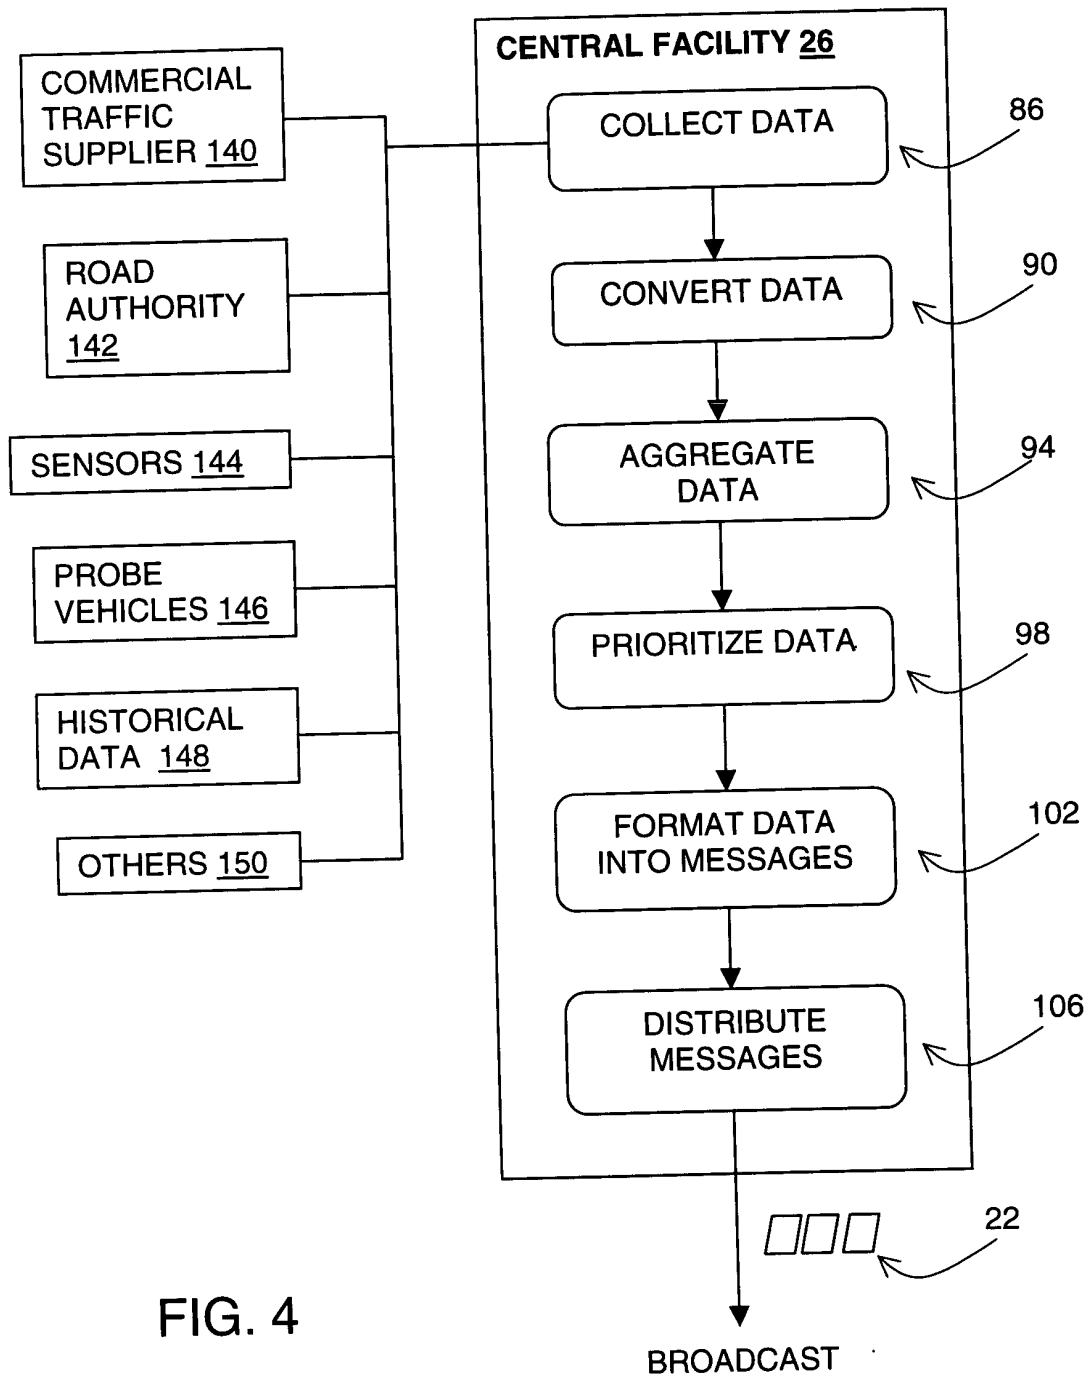 CENTRAL FACILITY 26
COMMERCIAL
TRAFFIC
SUPPLIER 140
ROAD
AUTHORITY
142
SENSORS 144
PROBE
VEHICLES 146
HISTORICAL
DATA 148
OTHERS 150
COLLECT DATA
86
CONVERT DATA
90
AGGREGATE
DATA
94
PRIORITIZE DATA
98
FORMAT DATA
INTO MESSAGES
102
DISTRIBUTE
MESSAGES
106
22
BROADCAST
FIG. 4